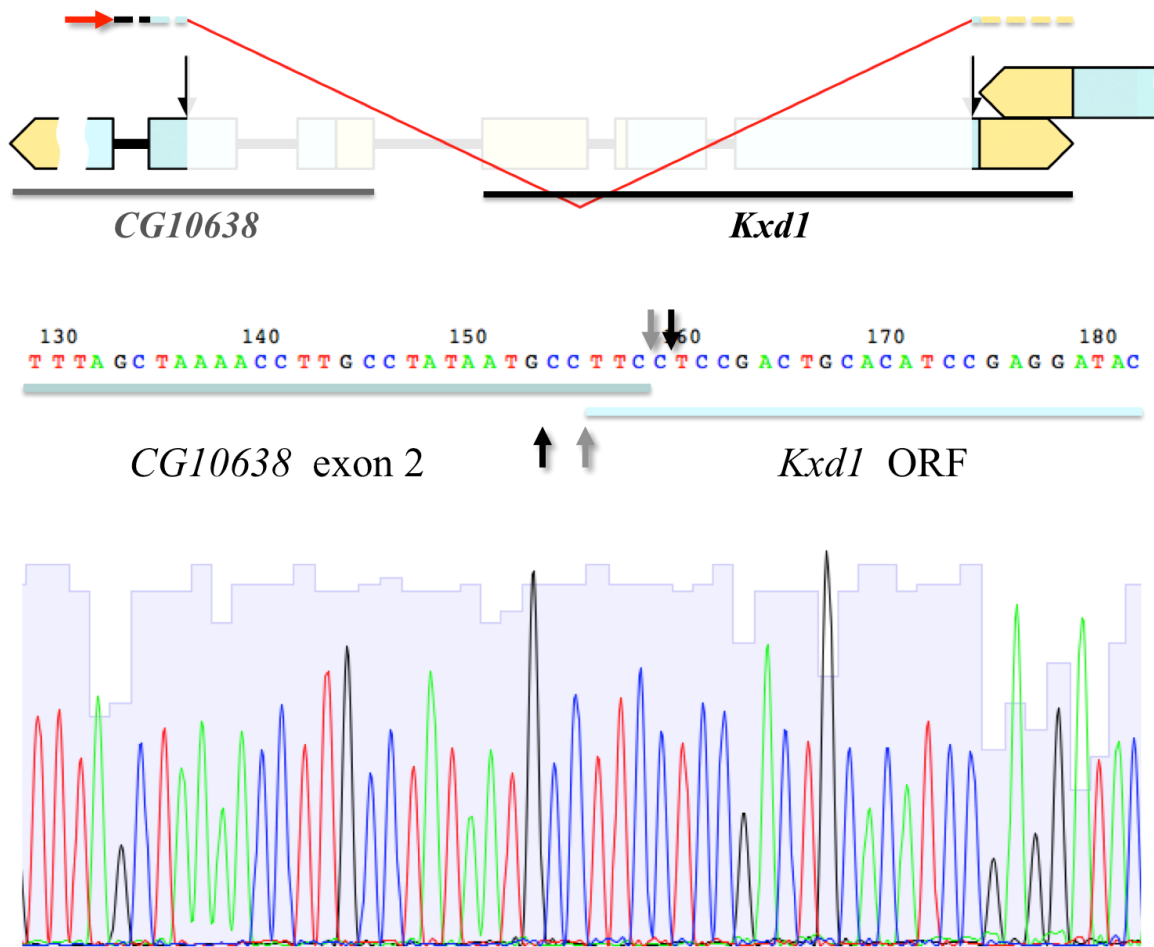 CG10638 Kxd1
130 140 150 160 170 180
TTTAGCTAAAACCTTGCCTATAATGCCTTCCTCCGACTGCACATCCGAGGATAC
CG10638 exon 2 Kxd1 ORF